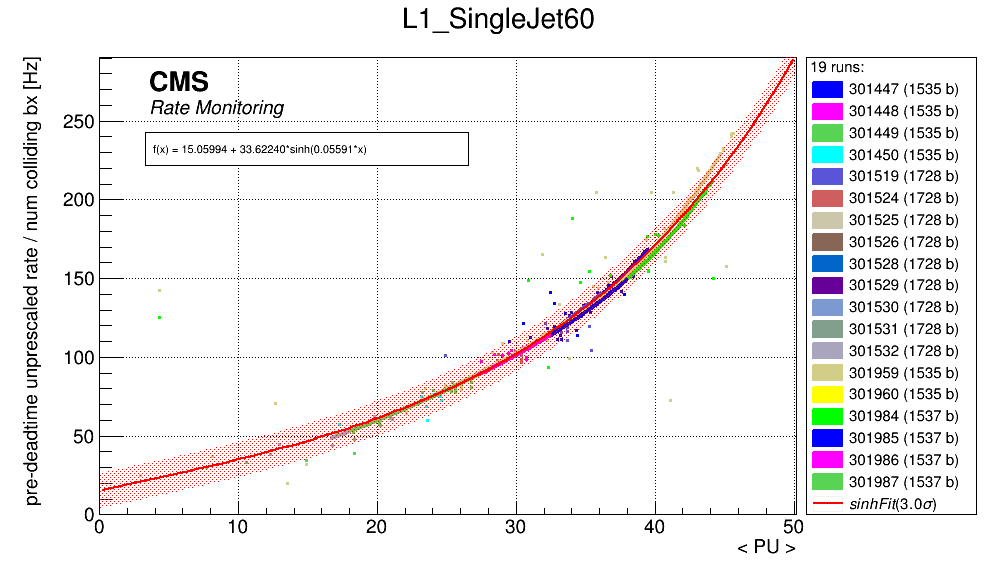 L1_SingleJet60
pre-deadtime unprescaled rate / num colliding bx [Hz]
CMS
Rate Monitoring
f(x) = 15.05994 + 33.62240*sinh(0.05591*x)
250
200
150
100
50
0
0 10 20 30 40 50
< PU >
19 runs:
301447 (1535 b)
301448 (1535 b)
301449 (1535 b)
301450 (1535 b)
301519 (1728 b)
301524 (1728 b)
301525 (1728 b)
301526 (1728 b)
301528 (1728 b)
301529 (1728 b)
301530 (1728 b)
301531 (1728 b)
301532 (1728 b)
301959 (1535 b)
301960 (1535 b)
301984 (1537 b)
301985 (1537 b)
301986 (1537 b)
301987 (1537 b)
sinhFit(3.0σ)